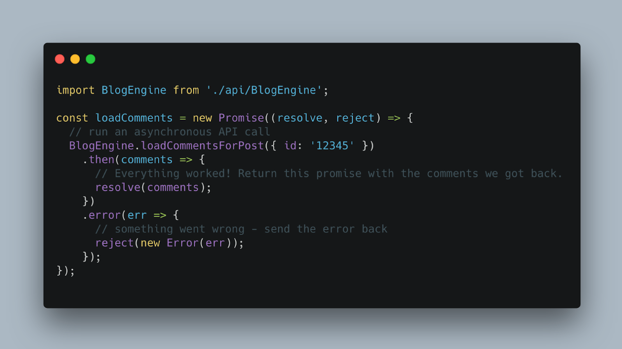 import BlogEngine from './api/BlogEngine';

const loadComments = new Promise((resolve, reject) => {
  // run an asynchronous API call
  BlogEngine.loadCommentsForPost({ id: '12345' })
    .then(comments => {
      // Everything worked! Return this promise with the comments we got back.
      resolve(comments);
    })
    .error(err => {
      // something went wrong - send the error back
      reject(new Error(err));
    });
});